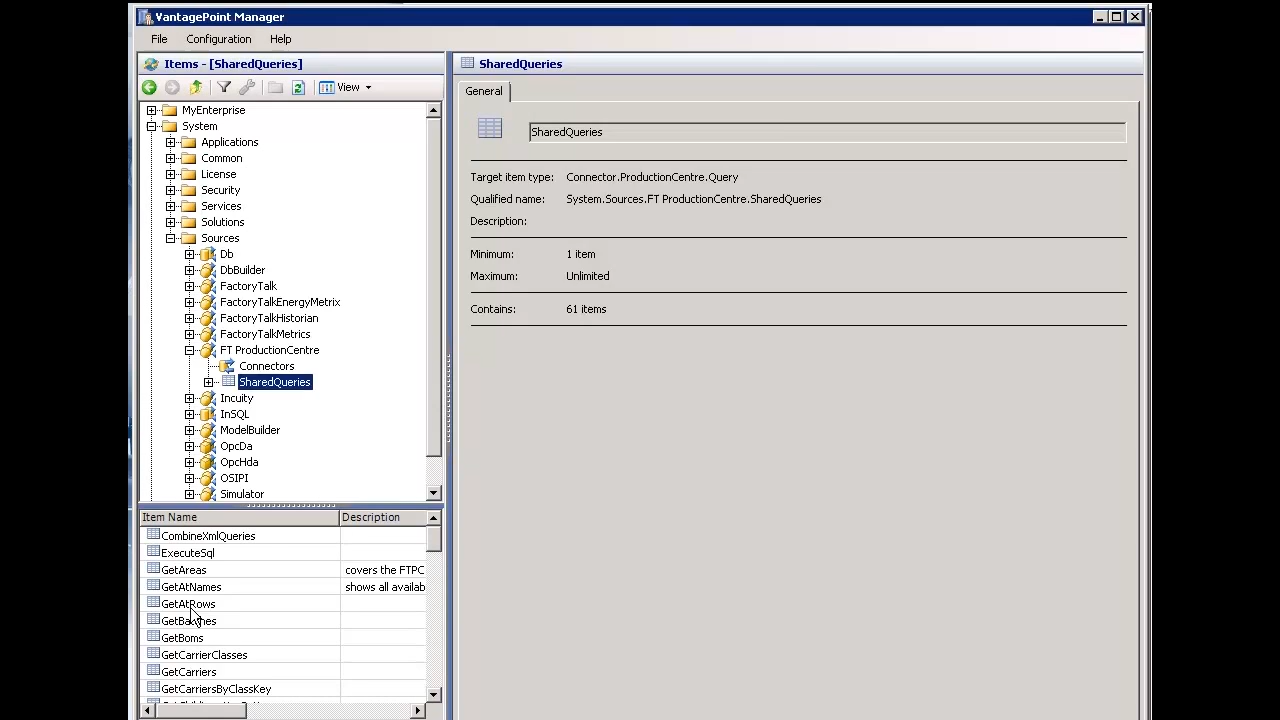 VantagePoint Manager
File Configuration Help
Items - [SharedQueries]
View
MyEnterprise
System
Applications
Common
License
Security
Services
Solutions
Sources
Db
DbBuilder
FactoryTalk
FactoryTalkEnergyMetrix
FactoryTalkHistorian
FactoryTalkMetrics
FT ProductionCentre
Connectors
SharedQueries
Incuity
InSQL
ModelBuilder
OpcDa
OpcHda
OSIPI
Simulator
Item Name Description
CombineXmlQueries
ExecuteSql
GetAreas covers the FTPC
GetAtNames shows all availab
GetAtRows
GetBatches
GetBoms
GetCarrierClasses
GetCarriers
GetCarriersByClassKey
SharedQueries
General
SharedQueries
Target item type: Connector.ProductionCentre.Query
Qualified name: System.Sources.FT ProductionCentre.SharedQueries
Description:
Minimum: 1 item
Maximum: Unlimited
Contains: 61 items